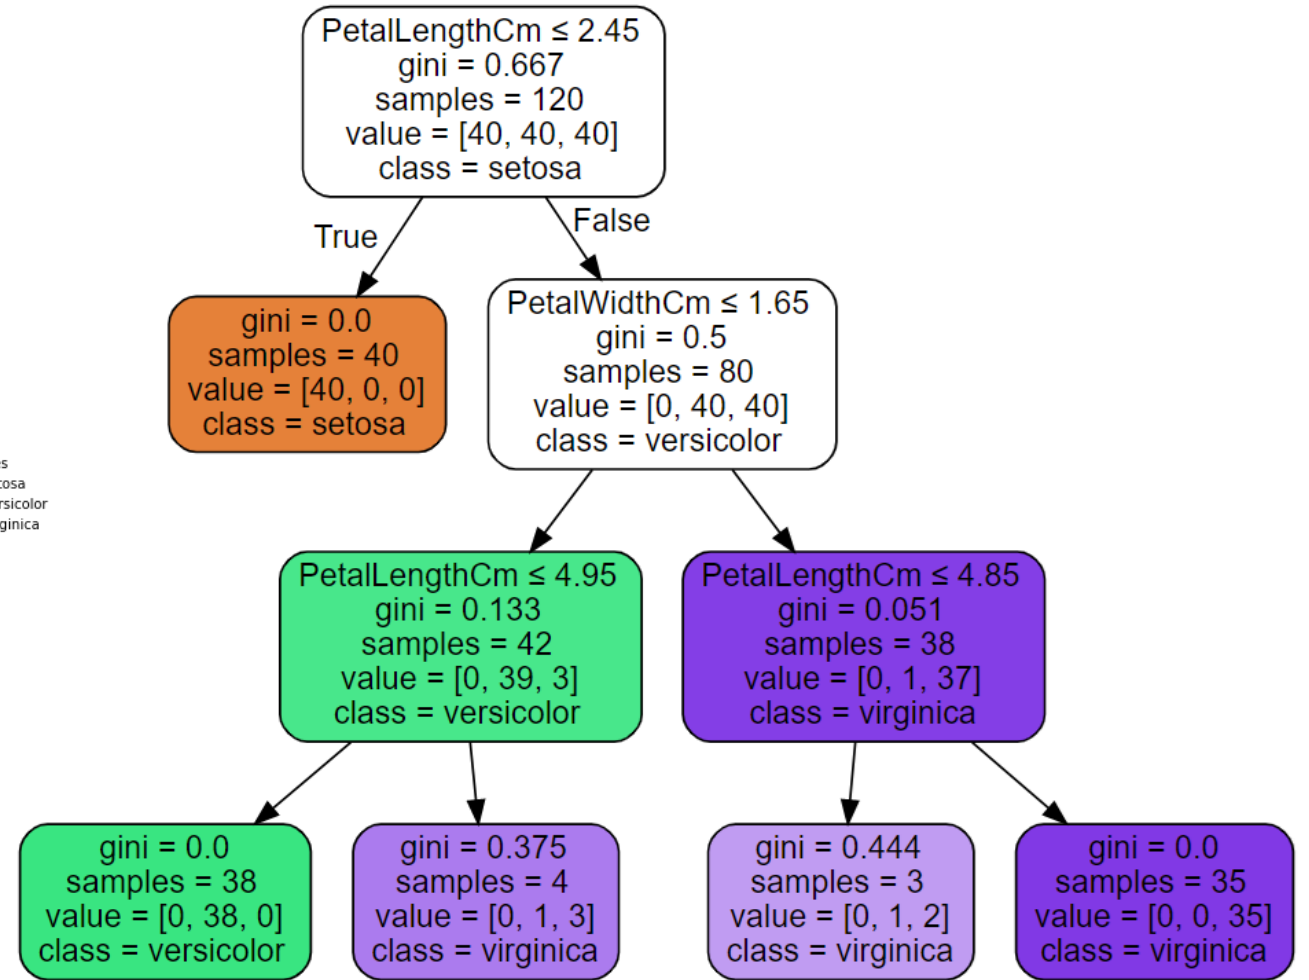 PetalLengthCm ≤ 2.45
gini = 0.667
samples = 120
value = [40, 40, 40]
class = setosa
True
False
gini = 0.0
samples = 40
value = [40, 0, 0]
class = setosa
PetalWidthCm ≤ 1.65
gini = 0.5
samples = 80
value = [0, 40, 40]
class = versicolor
es
tosa
rsicolor
ginica
PetalLengthCm ≤ 4.95
gini = 0.133
samples = 42
value = [0, 39, 3]
class = versicolor
PetalLengthCm ≤ 4.85
gini = 0.051
samples = 38
value = [0, 1, 37]
class = virginica
gini = 0.0
samples = 38
value = [0, 38, 0]
class = versicolor
gini = 0.375
samples = 4
value = [0, 1, 3]
class = virginica
gini = 0.444
samples = 3
value = [0, 1, 2]
class = virginica
gini = 0.0
samples = 35
value = [0, 0, 35]
class = virginica